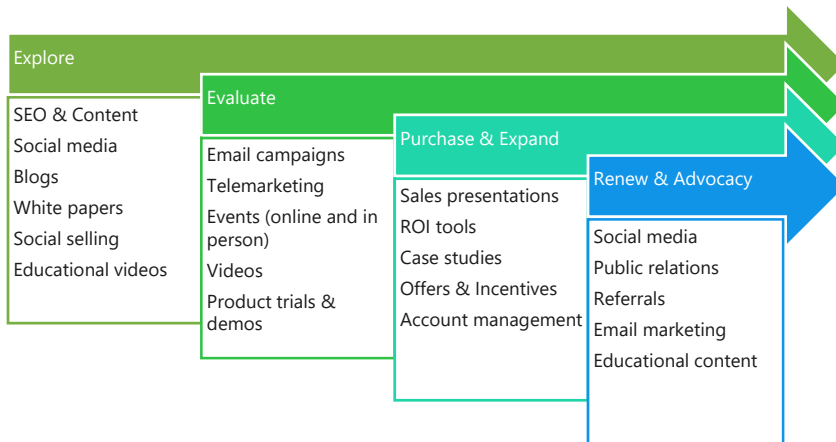 Explore
SEO & Content
Social media
Blogs
White papers
Social selling
Educational videos
Evaluate
Email campaigns
Telemarketing
Events (online and in
person)
Videos
Product trials &
demos
Purchase & Expand
Sales presentations
ROI tools
Case studies
Offers & Incentives
Account management
Renew & Advocacy
Social media
Public relations
Referrals
Email marketing
Educational content